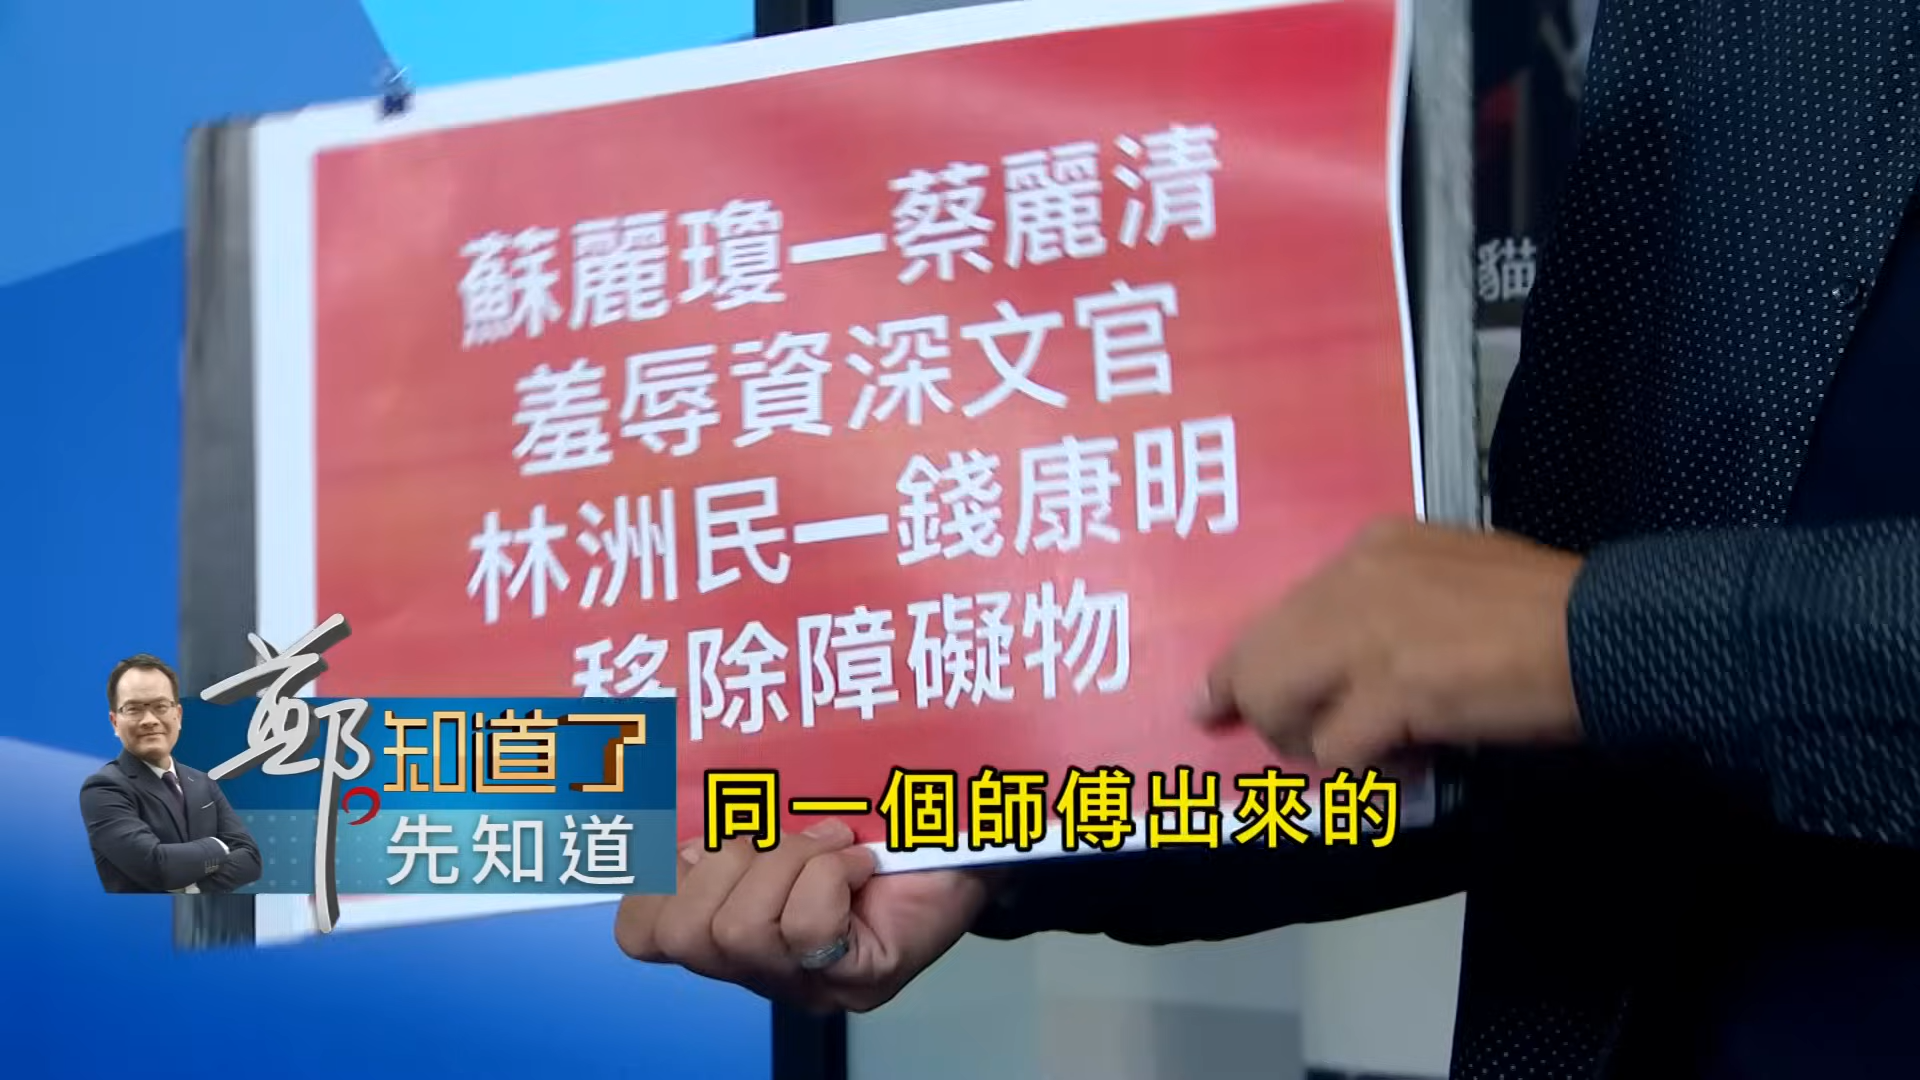 蘇麗瓊—蔡麗清
羞辱資深文官
林洲民—錢康明
移除障礙物
貓
鄭知道了
先知道
同一個師傅出來的